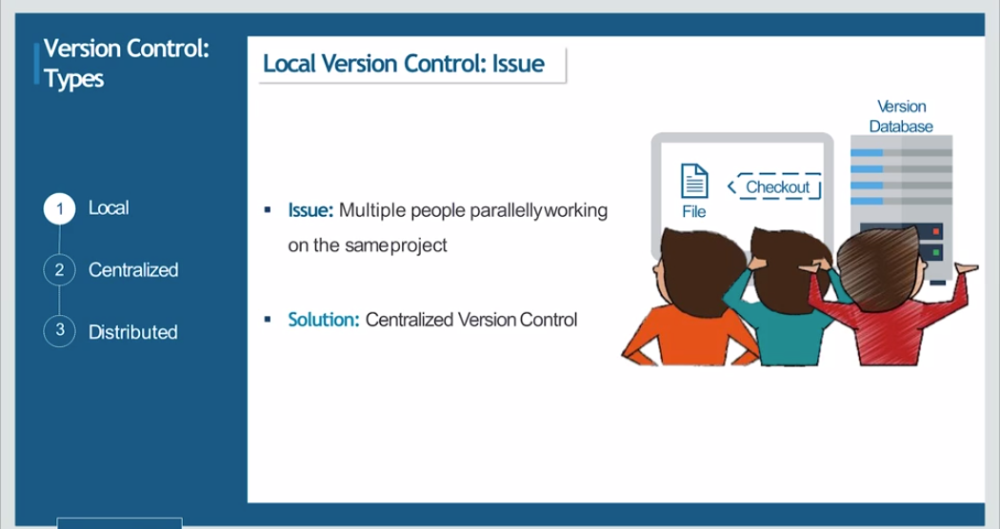 Version Control:
Types
Local Version Control: Issue
1 Local
2 Centralized
3 Distributed
▪ Issue: Multiple people parallellyworking
on the sameproject
▪ Solution: Centralized Version Control
Version
Database
Checkout
File